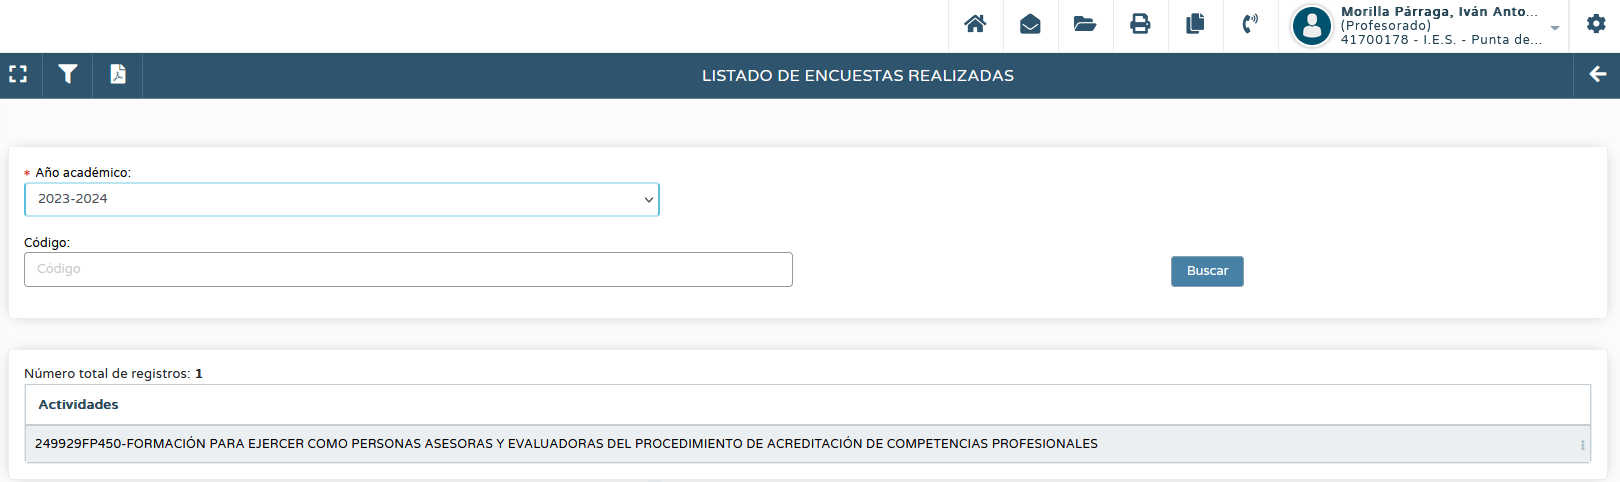 Morilla Párraga, Iván Anto...
(Profesorado)
41700178 - I.E.S. - Punta de...
LISTADO DE ENCUESTAS REALIZADAS
* Año académico:
2023-2024
Código:
Código
Buscar
Número total de registros: 1
Actividades
249929FP450-FORMACIÓN PARA EJERCER COMO PERSONAS ASESORAS Y EVALUADORAS DEL PROCEDIMIENTO DE ACREDITACIÓN DE COMPETENCIAS PROFESIONALES